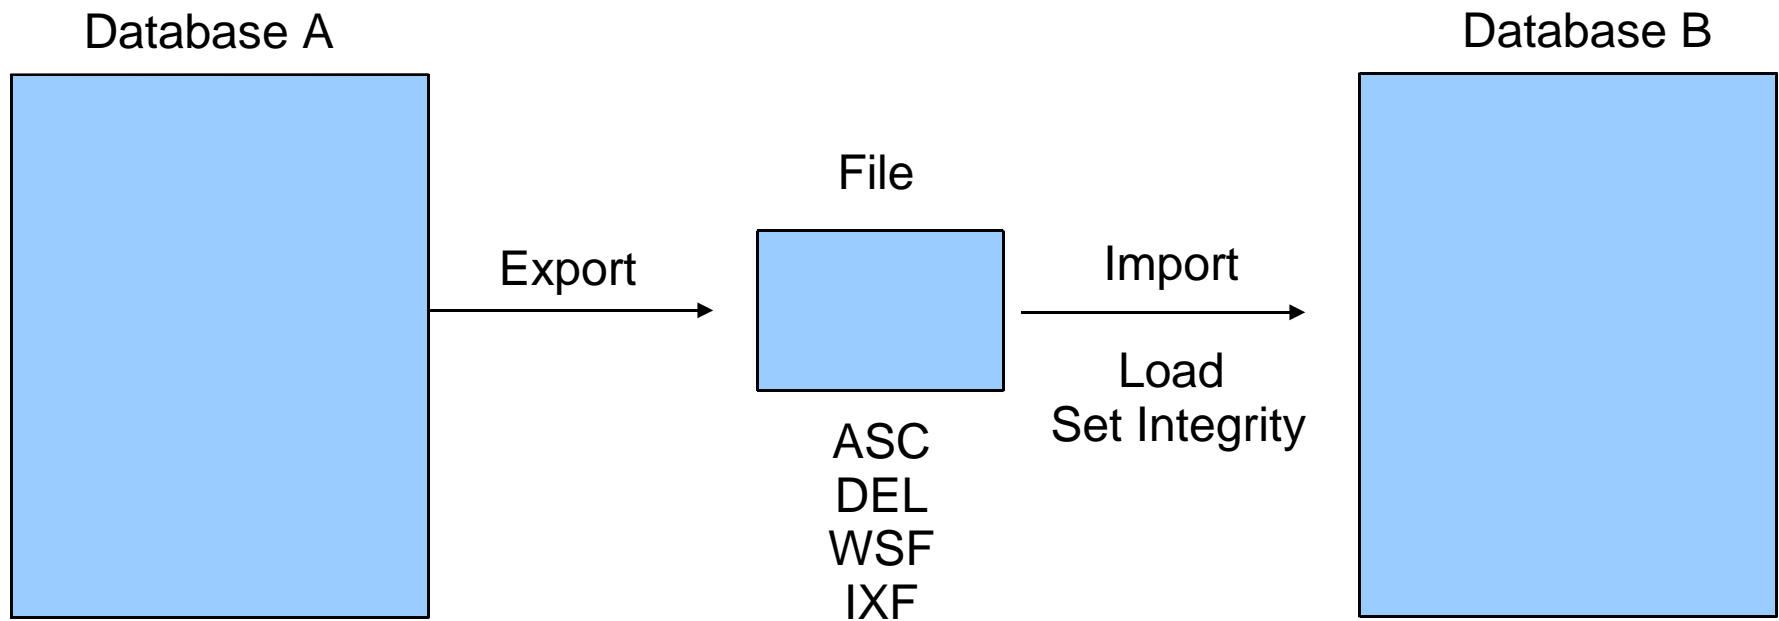 Database A
Database B
File
Export
Import
Load
Set Integrity
ASC
DEL
WSF
IXF